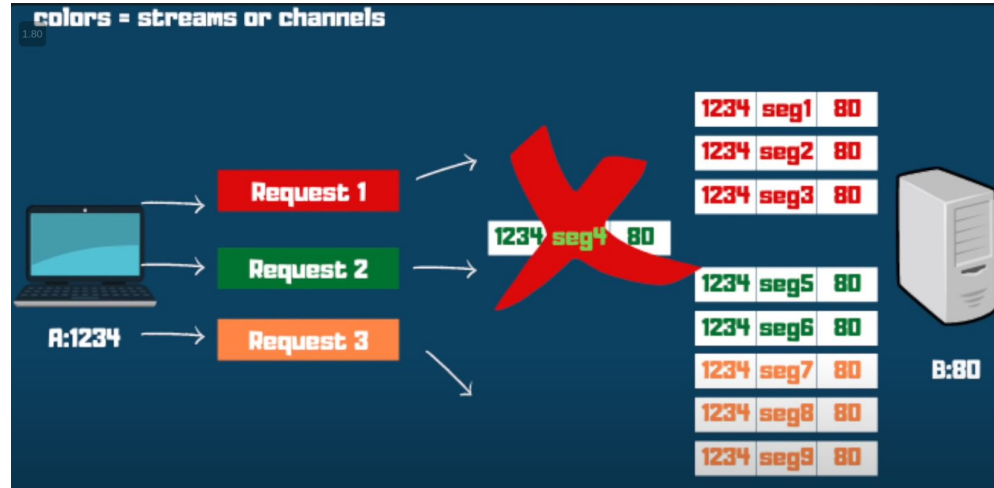 colors = streams or channels
1.80
1234 seg1 80
1234 seg2 80
1234 seg3 80
Request 1
1234 seg4 80
Request 2
1234 seg5 80
1234 seg6 80
A:1234
Request 3
1234 seg7 80
B:80
1234 seg8 80
1234 seg9 80